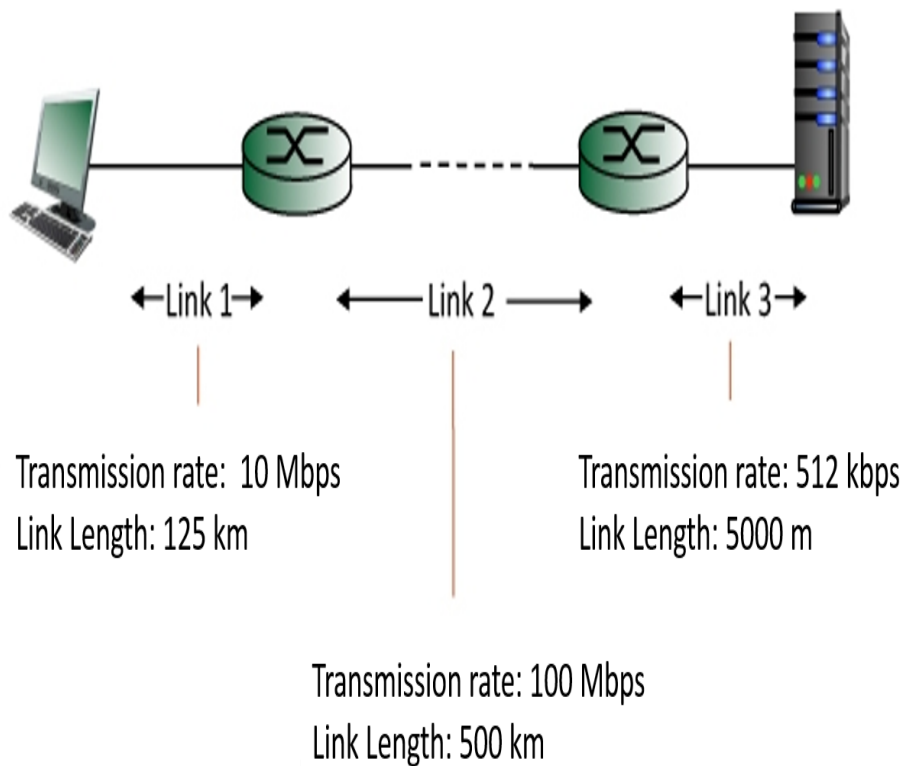 Link 1
Link 2
Link 3
Transmission rate:  10 Mbps
Link Length: 125 km
Transmission rate: 512 kbps
Link Length: 5000 m
Transmission rate: 100 Mbps
Link Length: 500 km